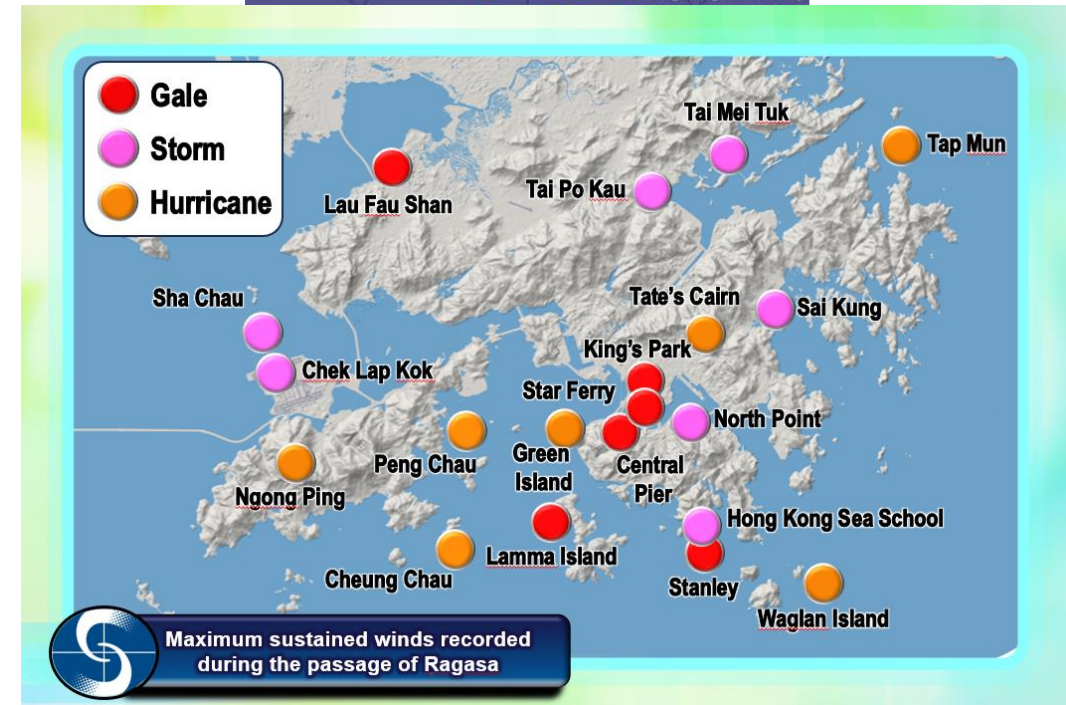 Gale
Storm
Hurricane
Tai Mei Tuk
Tap Mun
Tai Po Kau
Lau Fau Shan
Sha Chau
Tate's Cairn
Sai Kung
King's Park
Chek Lap Kok
Star Ferry
North Point
Peng Chau
Green
Island
Central
Pier
Ngong Ping
Hong Kong Sea School
Lamma Island
Cheung Chau
Stanley
Waglan Island
Maximum sustained winds recorded
during the passage of Ragasa